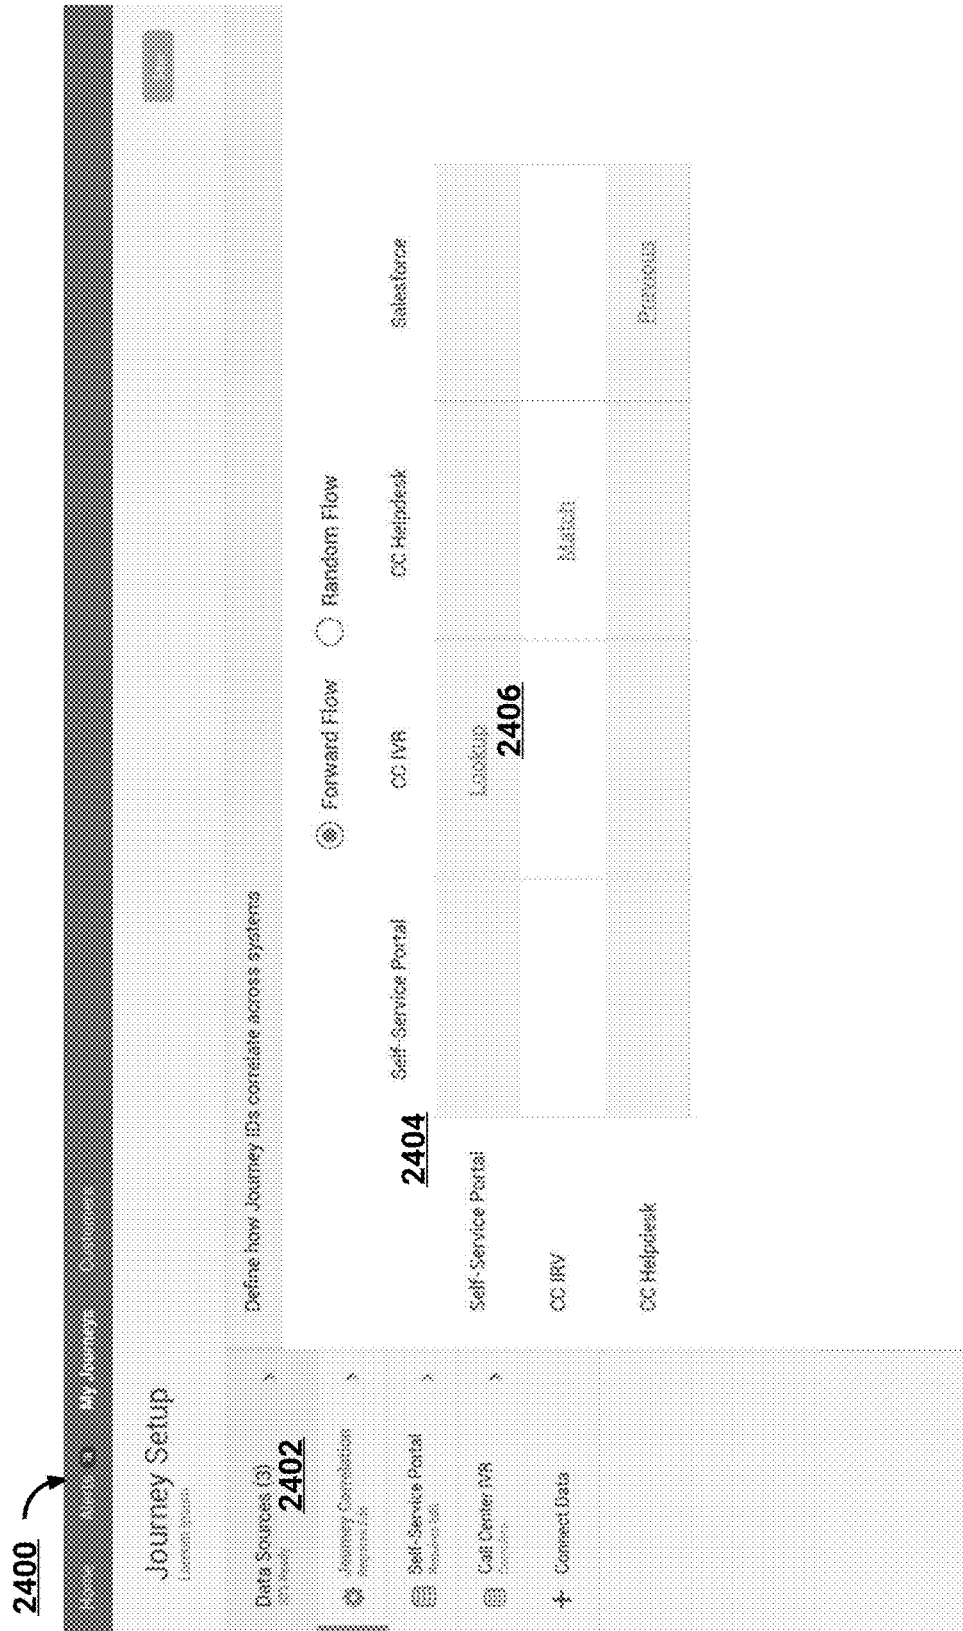 2400
My Journeys
Journey Setup
Data Sources (3)
2402
Journey Correlation
Self-Service Portal
Call Center IVR
+ Connect Data
Define how Journey IDs correlate across systems
Forward Flow Random Flow
2404
Self-Service Portal CC IVR CC Helpdesk Salesforce
Self-Service Portal Lookup
2406
CC IRV Match
CC Helpdesk Previous